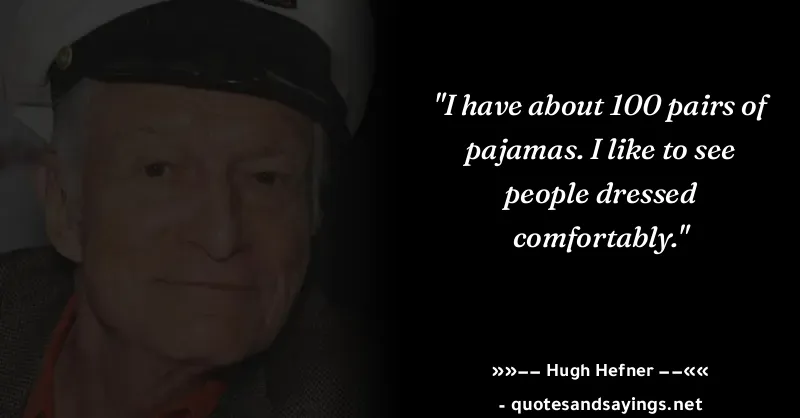 "I have about 100 pairs of
pajamas. I like to see
people dressed
comfortably."
»»–– Hugh Hefner ––««
- quotesandsayings.net